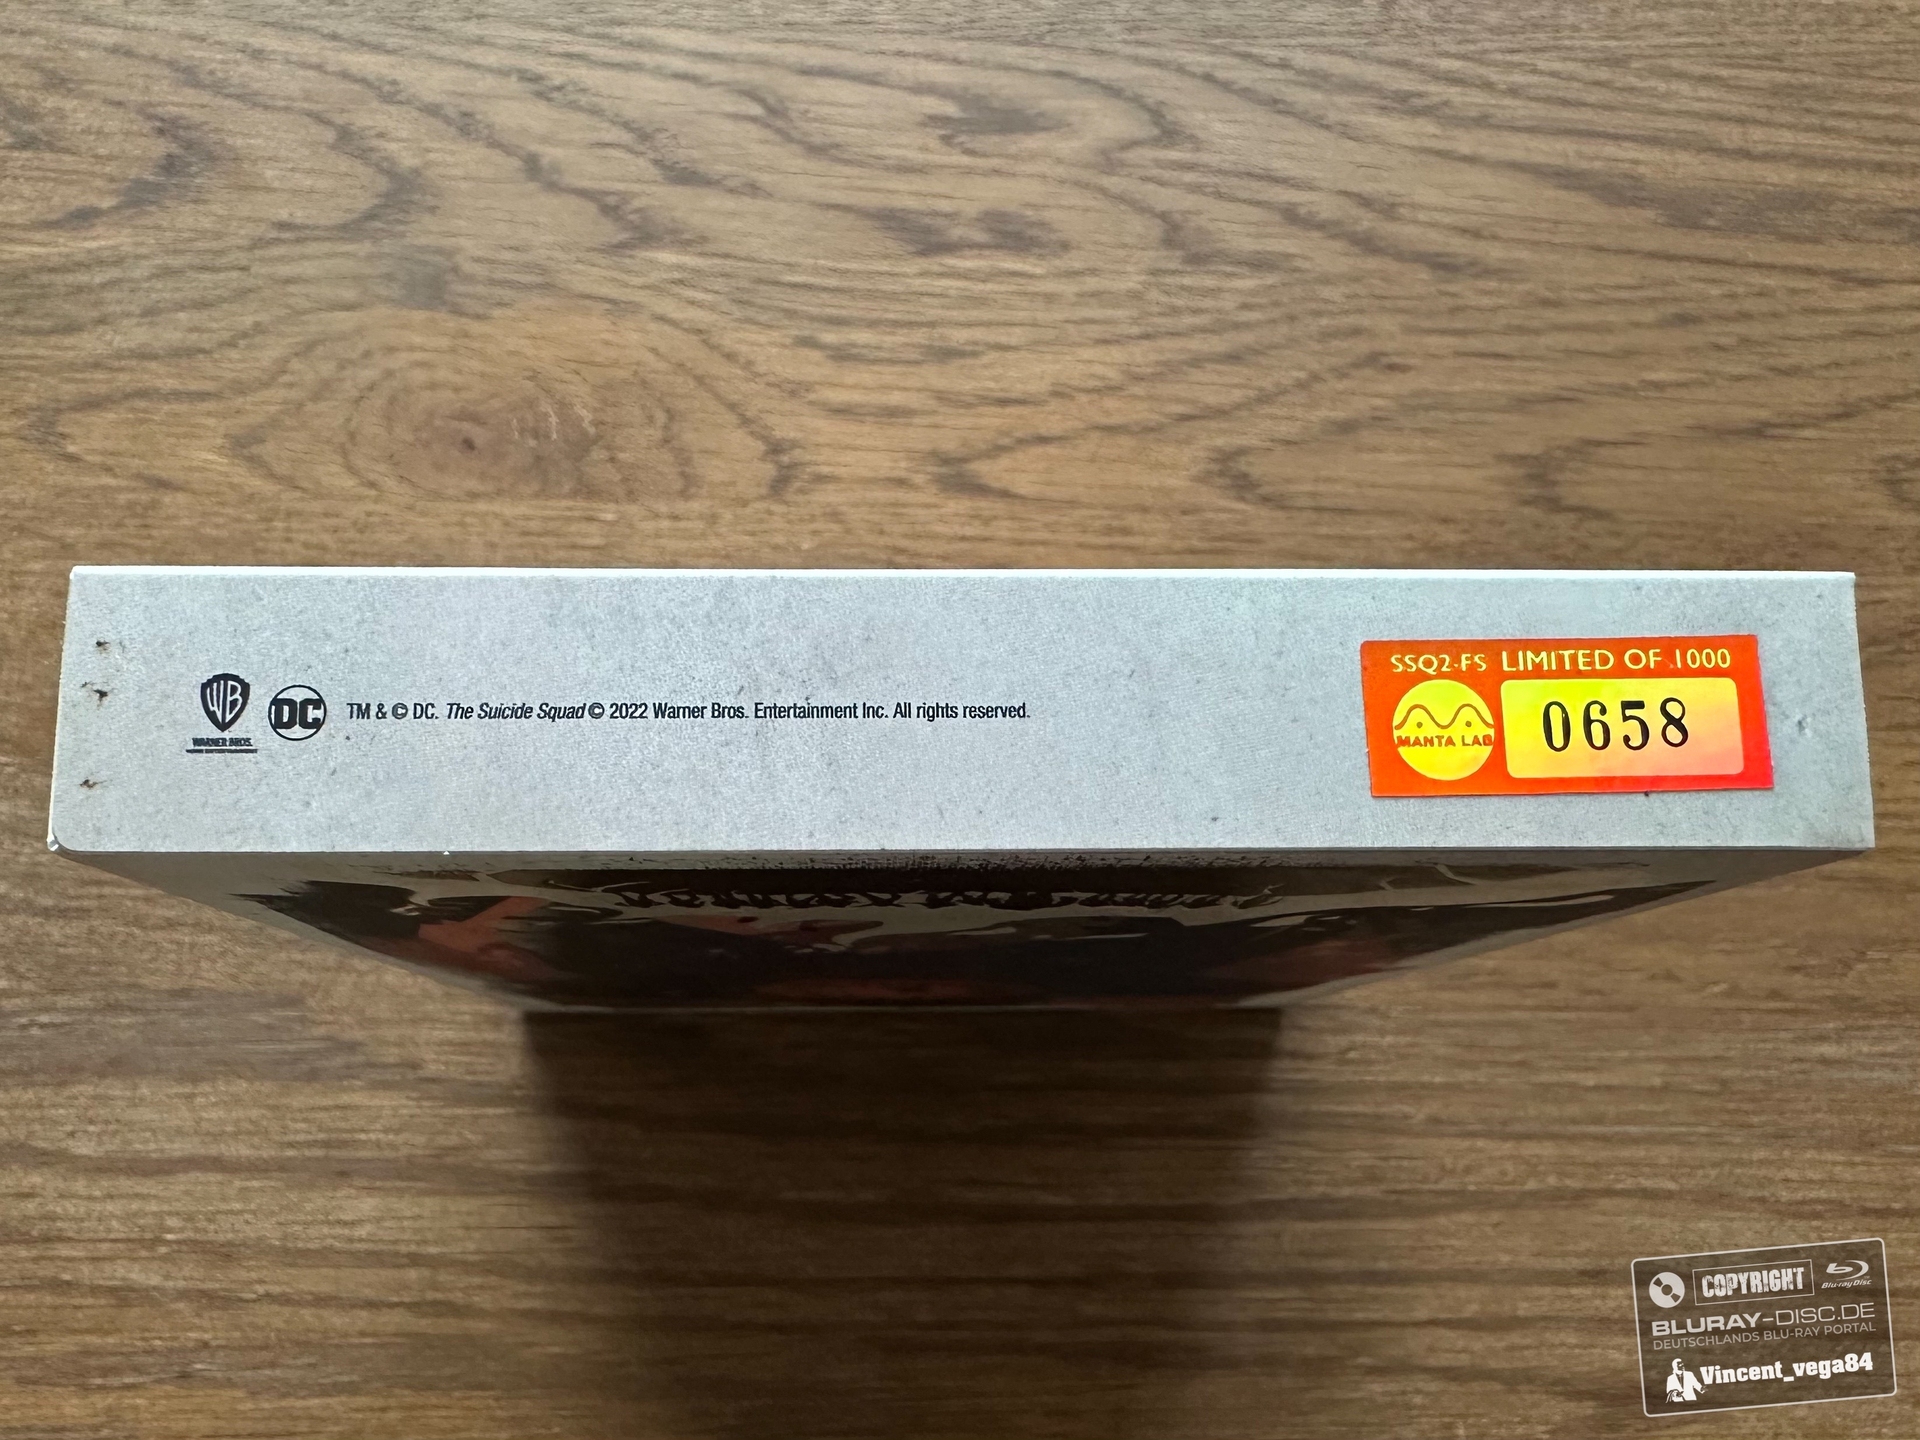 SSQ2-FS LIMITED OF 1000
WB
WARNER BROS.
DC
TM & © DC. The Suicide Squad © 2022 Warner Bros. Entertainment Inc. All rights reserved.
MANTA LAB
0658
COPYRIGHT
Blu-ray Disc
BLURAY-DISC.DE
DEUTSCHLANDS BLU-RAY PORTAL
Vincent_vega84